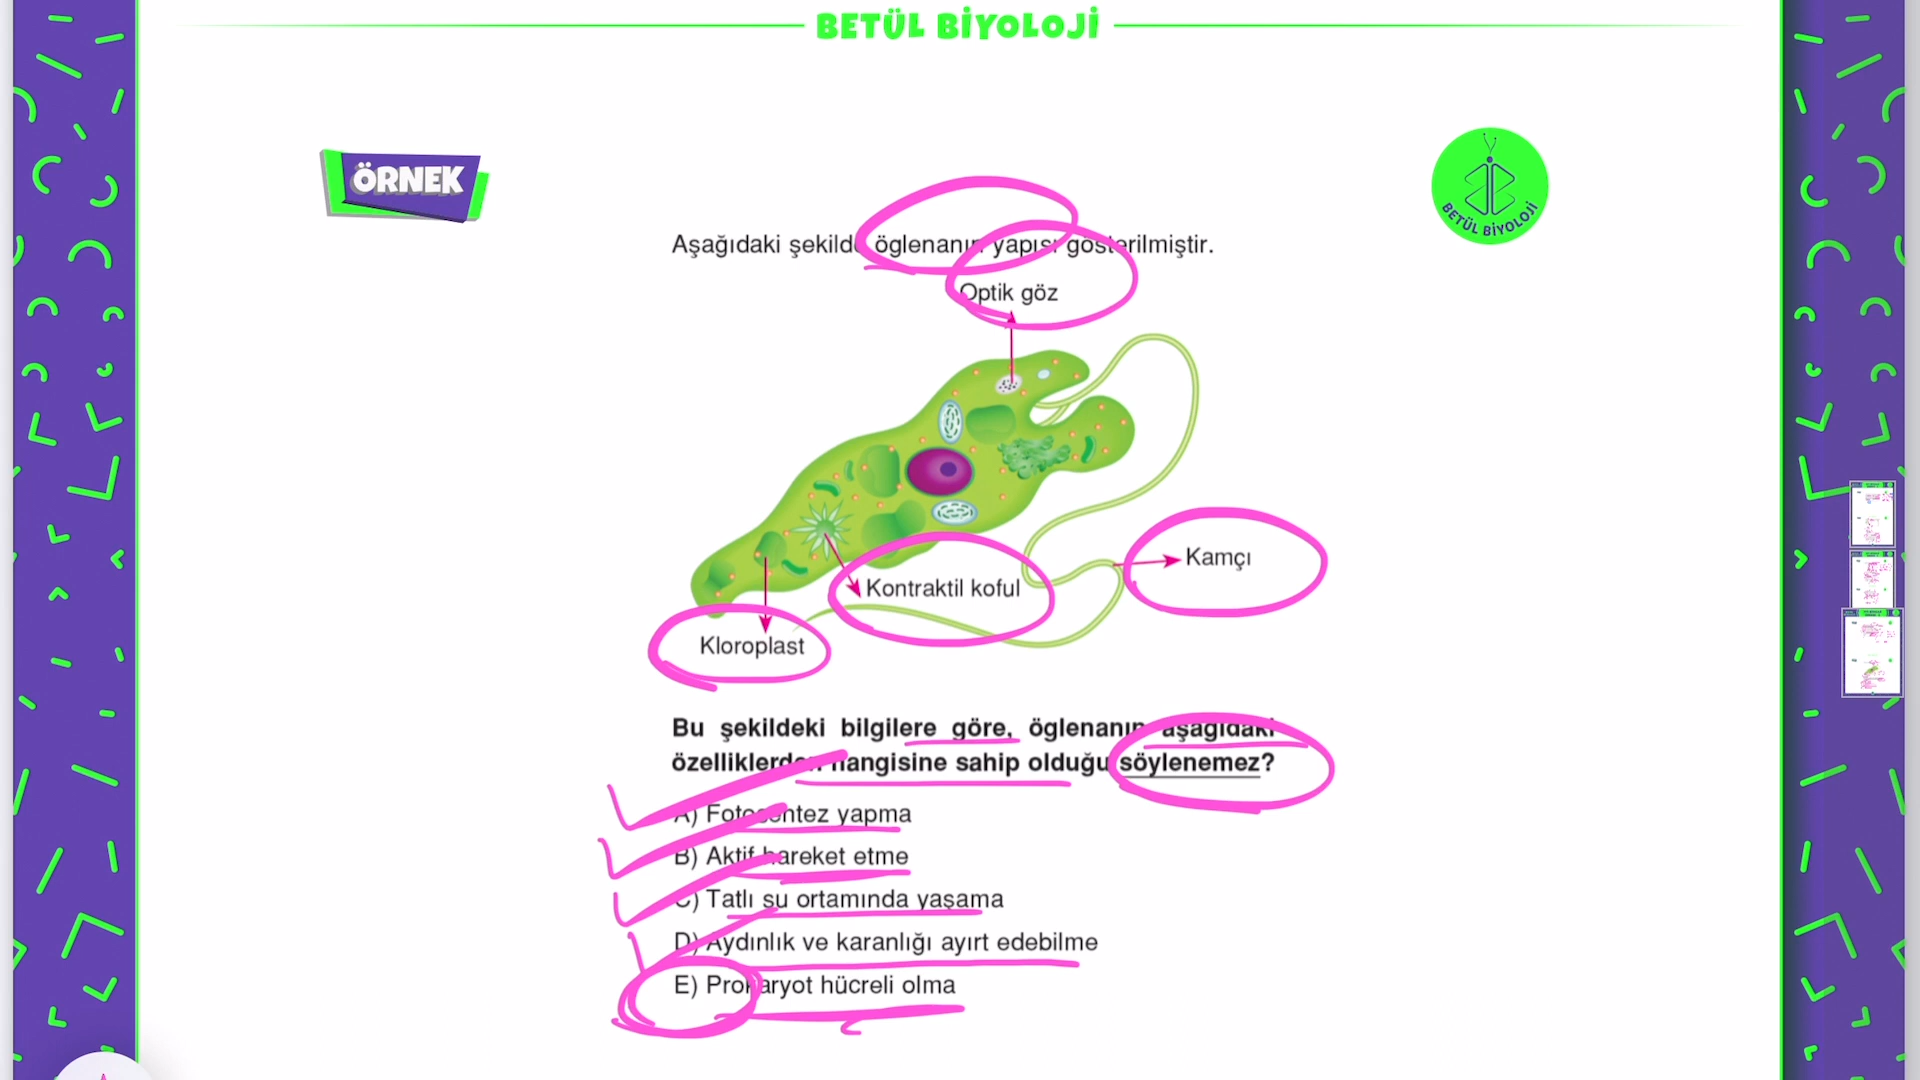 BETÜL BİYOLOJİ
ÖRNEK
BETÜL BİYOLOJİ
Aşağıdaki şekilde öglenanın yapısı gösterilmiştir.
Optik göz
Kamçı
Kontraktil koful
Kloroplast
Bu şekildeki bilgilere göre, öglenanın aşağıdaki
özelliklerden hangisine sahip olduğu söylenemez?
A) Fotosentez yapma
B) Aktif hareket etme
C) Tatlı su ortamında yaşama
D) Aydınlık ve karanlığı ayırt edebilme
E) Prokaryot hücreli olma